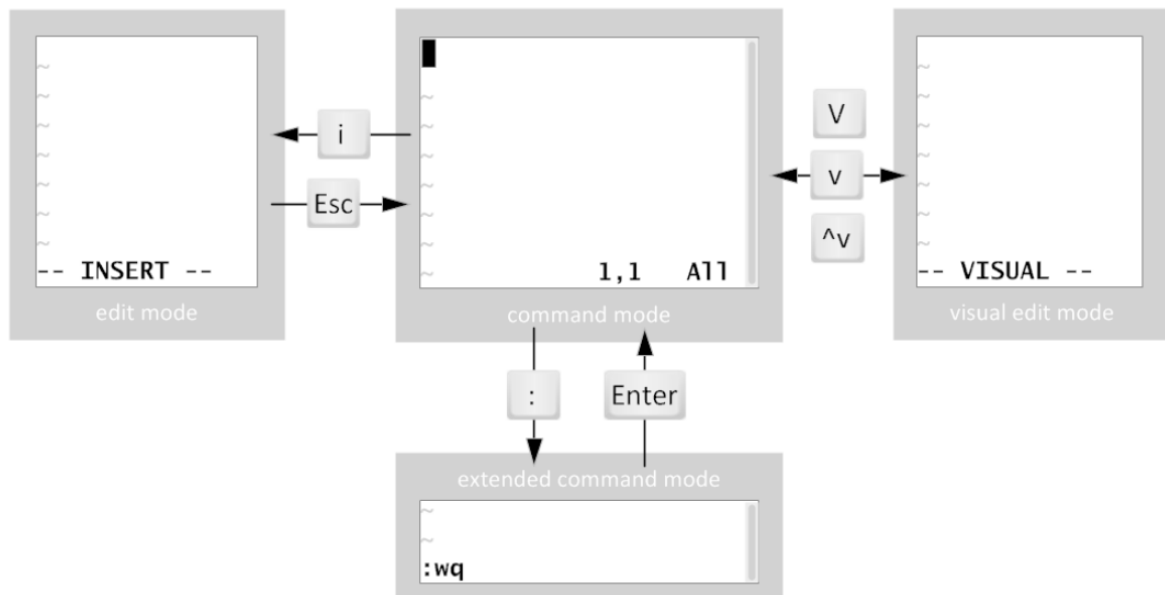 ~
~
~
~
~
~
~
-- INSERT --
edit mode
i
Esc
~
~
~
~
~
~
~
1,1 All
command mode
V
v
^v
~
~
~
~
~
~
~
-- VISUAL --
visual edit mode
:
Enter
extended command mode
~
~
:wq